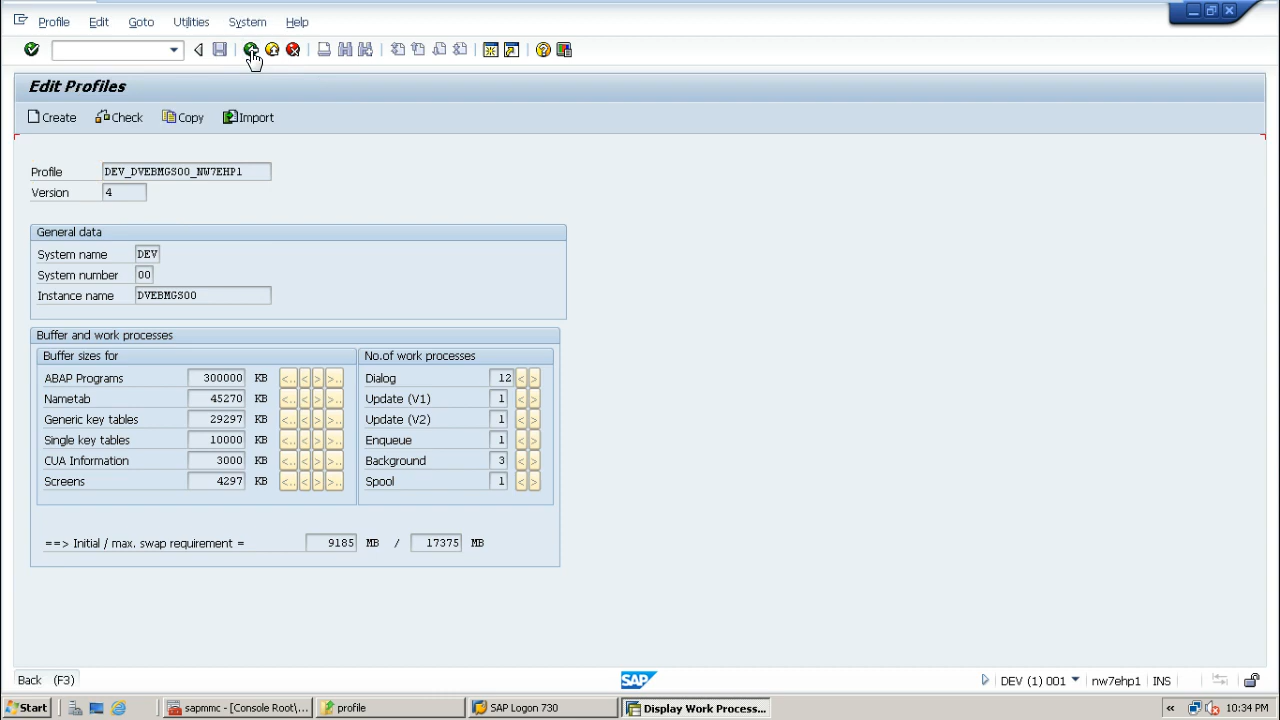 Profile Edit Goto Utilities System Help
Edit Profiles
Create Check Copy Import
Profile DEV_DVEBMGS00_NW7EHP1
Version 4
General data
System name DEV
System number 00
Instance name DVEBMGS00
Buffer and work processes
Buffer sizes for No.of work processes
ABAP Programs 300000 KB <.. < > >.. Dialog 12 < >
Nametab 45270 KB <.. < > >.. Update (V1) 1 < >
Generic key tables 29297 KB <.. < > >.. Update (V2) 1 < >
Single key tables 10000 KB <.. < > >.. Enqueue 1 < >
CUA Information 3000 KB <.. < > >.. Background 3 < >
Screens 4297 KB <.. < > >.. Spool 1 < >
==> Initial / max. swap requirement = 9185 MB / 17375 MB
Back (F3) SAP DEV (1) 001 nw7ehp1 INS
Start sapmmc - [Console Root\... profile SAP Logon 730 Display Work Process... « 10:34 PM